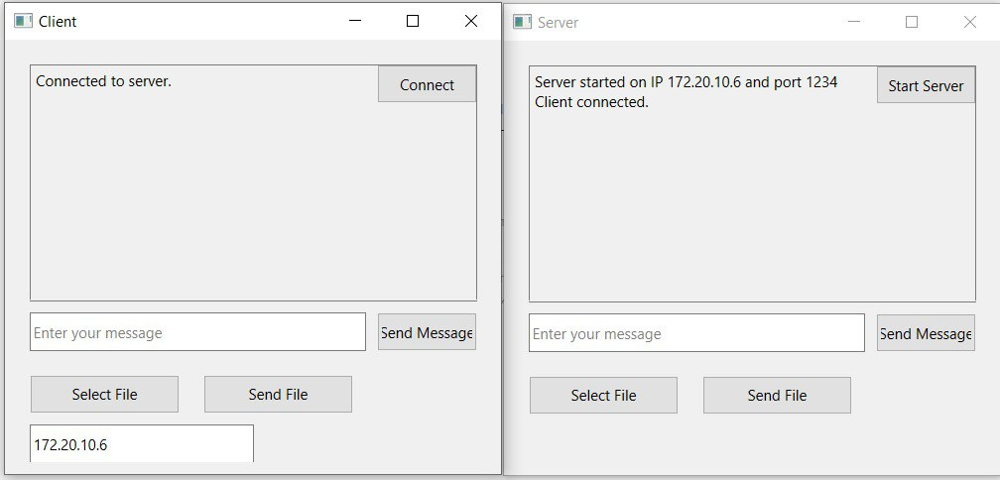 Client
Connected to server.
Connect
Enter your message
Send Message
Select File
Send File
172.20.10.6
Server
Server started on IP 172.20.10.6 and port 1234
Client connected.
Start Server
Enter your message
Send Message
Select File
Send File